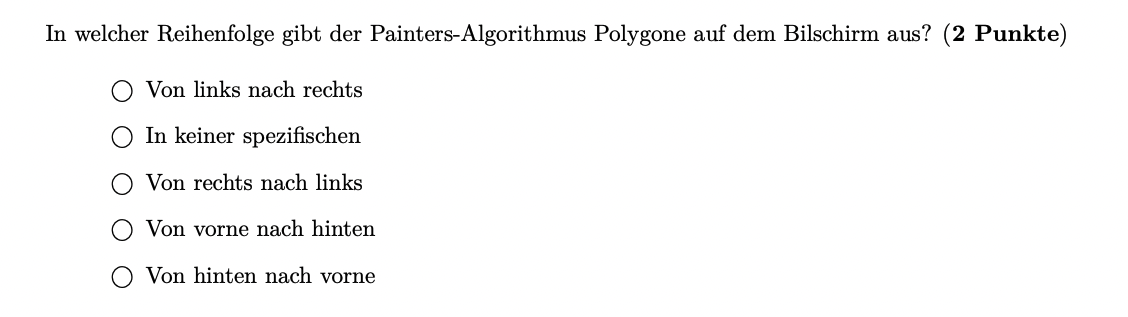 In welcher Reihenfolge gibt der Painters-Algorithmus Polygone auf dem Bilschirm aus? (2 Punkte)
Von links nach rechts
In keiner spezifischen
Von rechts nach links
Von vorne nach hinten
Von hinten nach vorne